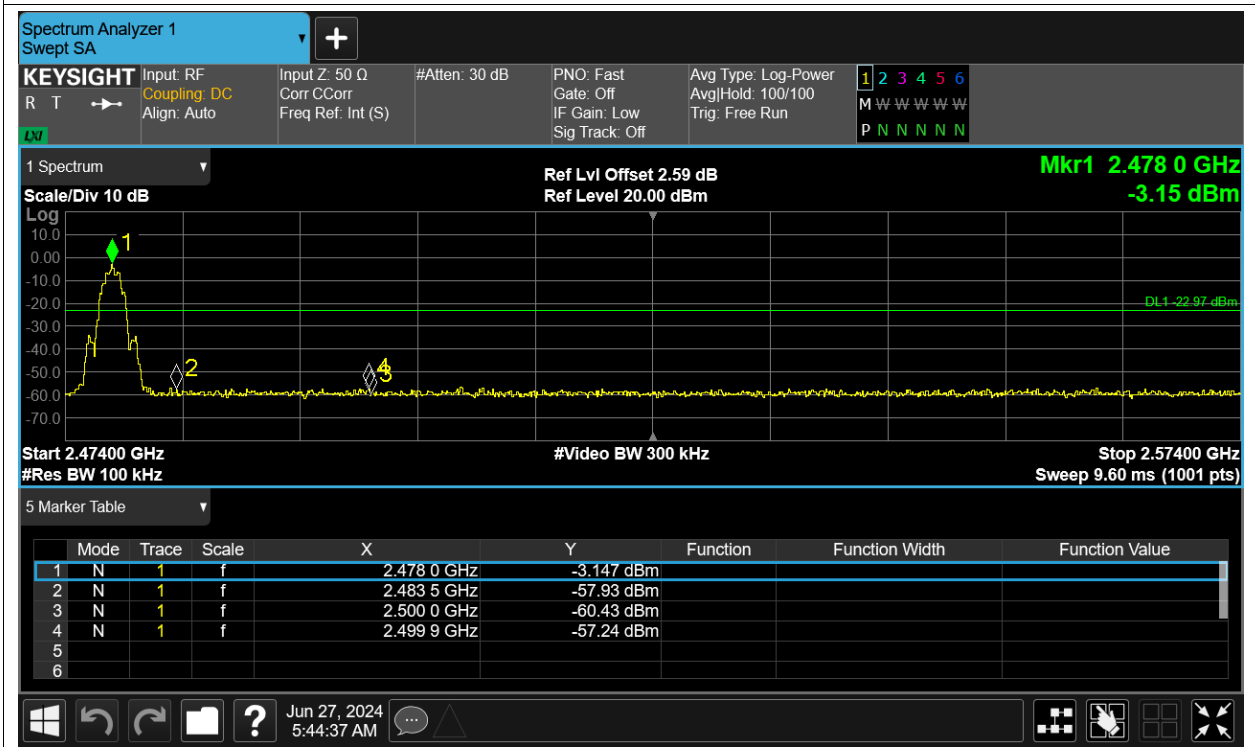 Spectrum Analyzer 1
Swept SA
KEYSIGHT Input: RF Input Z: 50 Ω #Atten: 30 dB PNO: Fast Avg Type: Log-Power 1 2 3 4 5 6
R T Coupling: DC Corr CCorr Gate: Off Avg|Hold: 100/100 M W W W W W W
Align: Auto Freq Ref: Int (S) IF Gain: Low Trig: Free Run
LXI Sig Track: Off P N N N N N N
1 Spectrum Ref Lvl Offset 2.59 dB Mkr1 2.478 0 GHz
Scale/Div 10 dB Ref Level 20.00 dBm -3.15 dBm
Log
10.0
1
0.00
-10.0
-20.0 DL1 -22.97 dBm
-30.0
-40.0
2 4
-50.0 3
-60.0
-70.0
Start 2.47400 GHz #Video BW 300 kHz Stop 2.57400 GHz
#Res BW 100 kHz Sweep 9.60 ms (1001 pts)
5 Marker Table
Mode Trace Scale X Y Function Function Width Function Value
1 N 1 f 2.478 0 GHz -3.147 dBm
2 N 1 f 2.483 5 GHz -57.93 dBm
3 N 1 f 2.500 0 GHz -60.43 dBm
4 N 1 f 2.499 9 GHz -57.24 dBm
5
6
? Jun 27, 2024
5:44:37 AM